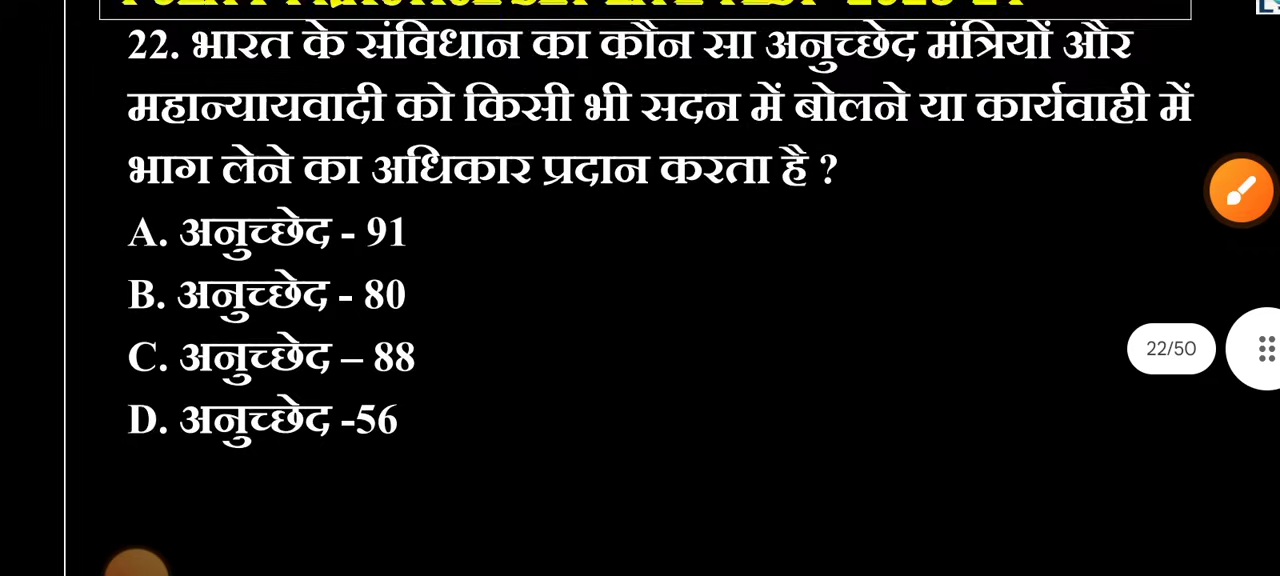 22. भारत के संविधान का कौन सा अनुच्छेद मंत्रियों और
महान्यायवादी को किसी भी सदन में बोलने या कार्यवाही में
भाग लेने का अधिकार प्रदान करता है ?
A. अनुच्छेद - 91
B. अनुच्छेद - 80
C. अनुच्छेद – 88
D. अनुच्छेद -56
22/50